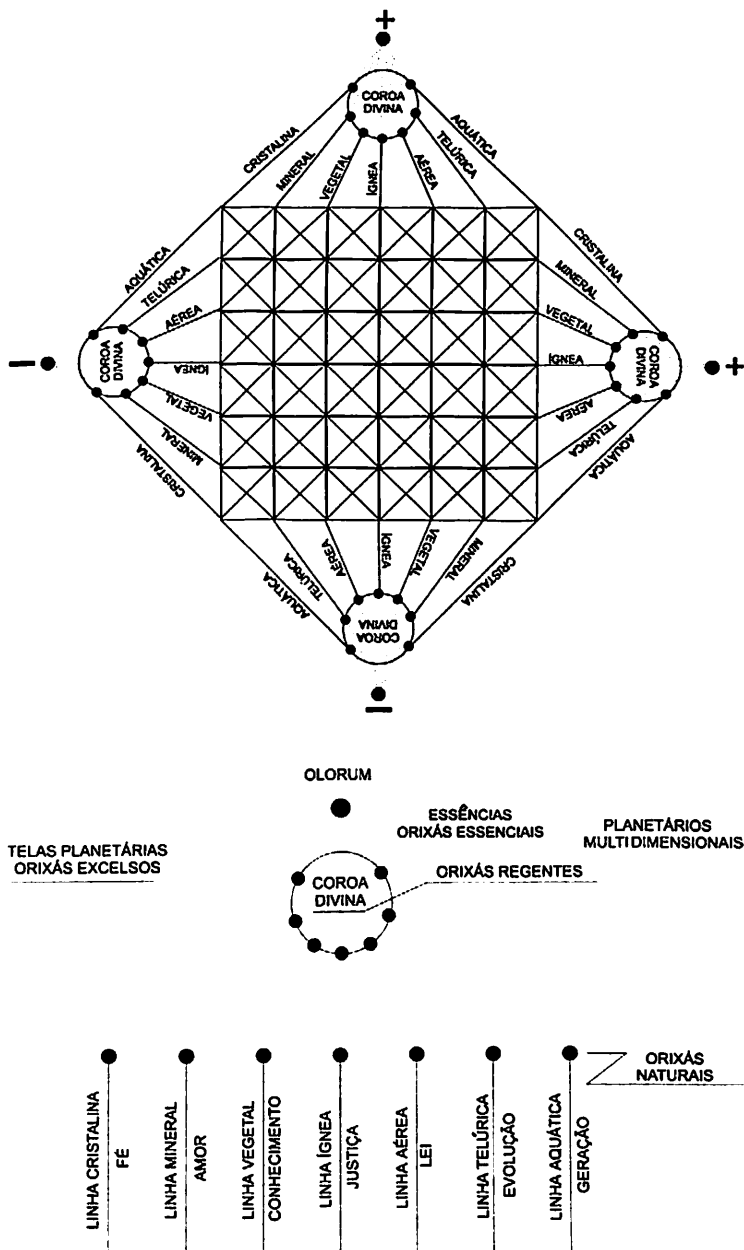 +
COROA
DIVINA
CRISTALINA
MINERAL
VEGETAL
ÍGNEA
AÉREA
TELÚRICA
AQUÁTICA
AQUÁTICA
TELÚRICA
AÉREA
ÍGNEA
VEGETAL
MINERAL
CRISTALINA
–
COROA
DIVINA
CRISTALINA
MINERAL
VEGETAL
ÍGNEA
AÉREA
TELÚRICA
AQUÁTICA
COROA
DIVINA
+
AQUÁTICA
TELÚRICA
AÉREA
ÍGNEA
VEGETAL
MINERAL
CRISTALINA
COROA
DIVINA
–
OLORUM
ESSÊNCIAS
ORIXÁS ESSENCIAIS
PLANETÁRIOS
MULTIDIMENSIONAIS
TELAS PLANETÁRIAS
ORIXÁS EXCELSOS
COROA
DIVINA
ORIXÁS REGENTES
ORIXÁS
NATURAIS
LINHA CRISTALINA
FÉ
LINHA MINERAL
AMOR
LINHA VEGETAL
CONHECIMENTO
LINHA ÍGNEA
JUSTIÇA
LINHA AÉREA
LEI
LINHA TELÚRICA
EVOLUÇÃO
LINHA AQUÁTICA
GERAÇÃO